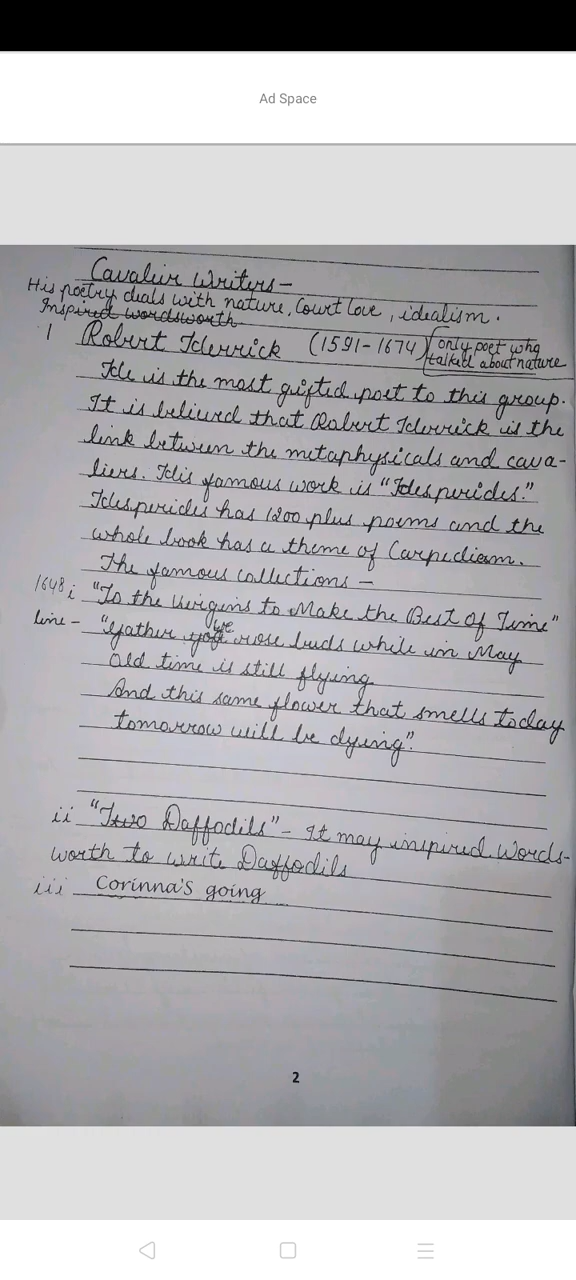 Ad Space
Cavalier Writers-
His poetry deals with nature, Court love, idealism.
Inspired wordsworth
1 Robert Herrick (1591-1674) only poet who
talked about nature
He is the most gifted poet to this group.
It is belived that Robert Herrick is the
link between the metaphysicals and cava-
liers. His famous work is "Hesperides."
Hesperides has 1200 plus poems and the
whole book has a theme of Carpediem.
The famous collections -
1648 i "To the Virgins to Make the Best of Time"
line - "Gather ye rose buds while in May
Old time is still flying
And this same flower that smells today
tomorrow will be dying".
ii "Two Daffodils" - It may inspired Words-
worth to write Daffodils
iii Corinna's going
2